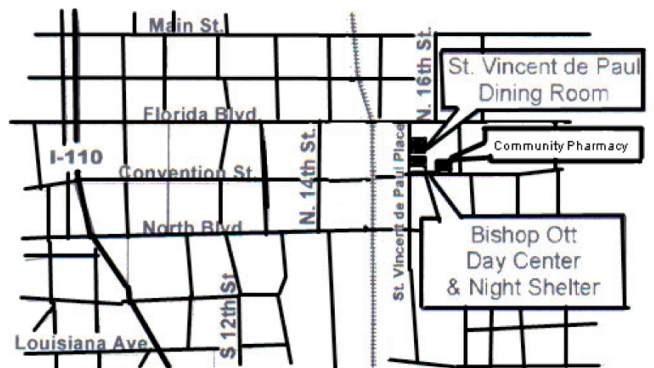 Main St.
N. 16th St.
St. Vincent de Paul
Dining Room
Florida Blvd.
Community Pharmacy
I-110
N. 14th St.
St. Vincent de Paul Place
Convention St.
North Blvd.
Bishop Ott
Day Center
& Night Shelter
S 12th St
Louisiana Ave.